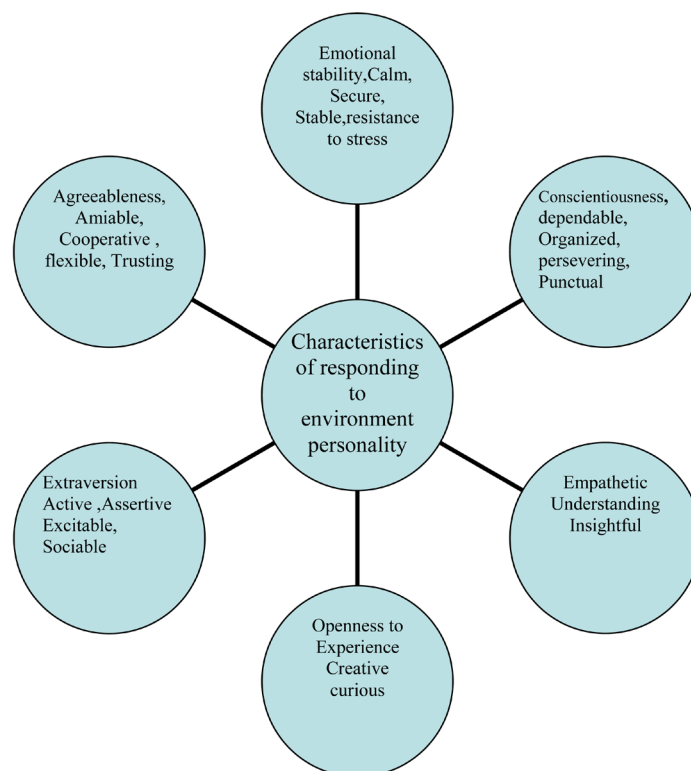 Emotional
stability,Calm,
Secure,
Stable,resistance
to stress
Agreeableness,
Amiable,
Cooperative ,
flexible, Trusting
Conscientiousness,
dependable,
Organized,
persevering,
Punctual
Characteristics
of responding
to
environment
personality
Extraversion
Active ,Assertive
Excitable,
Sociable
Empathetic
Understanding
Insightful
Openness to
Experience
Creative
curious